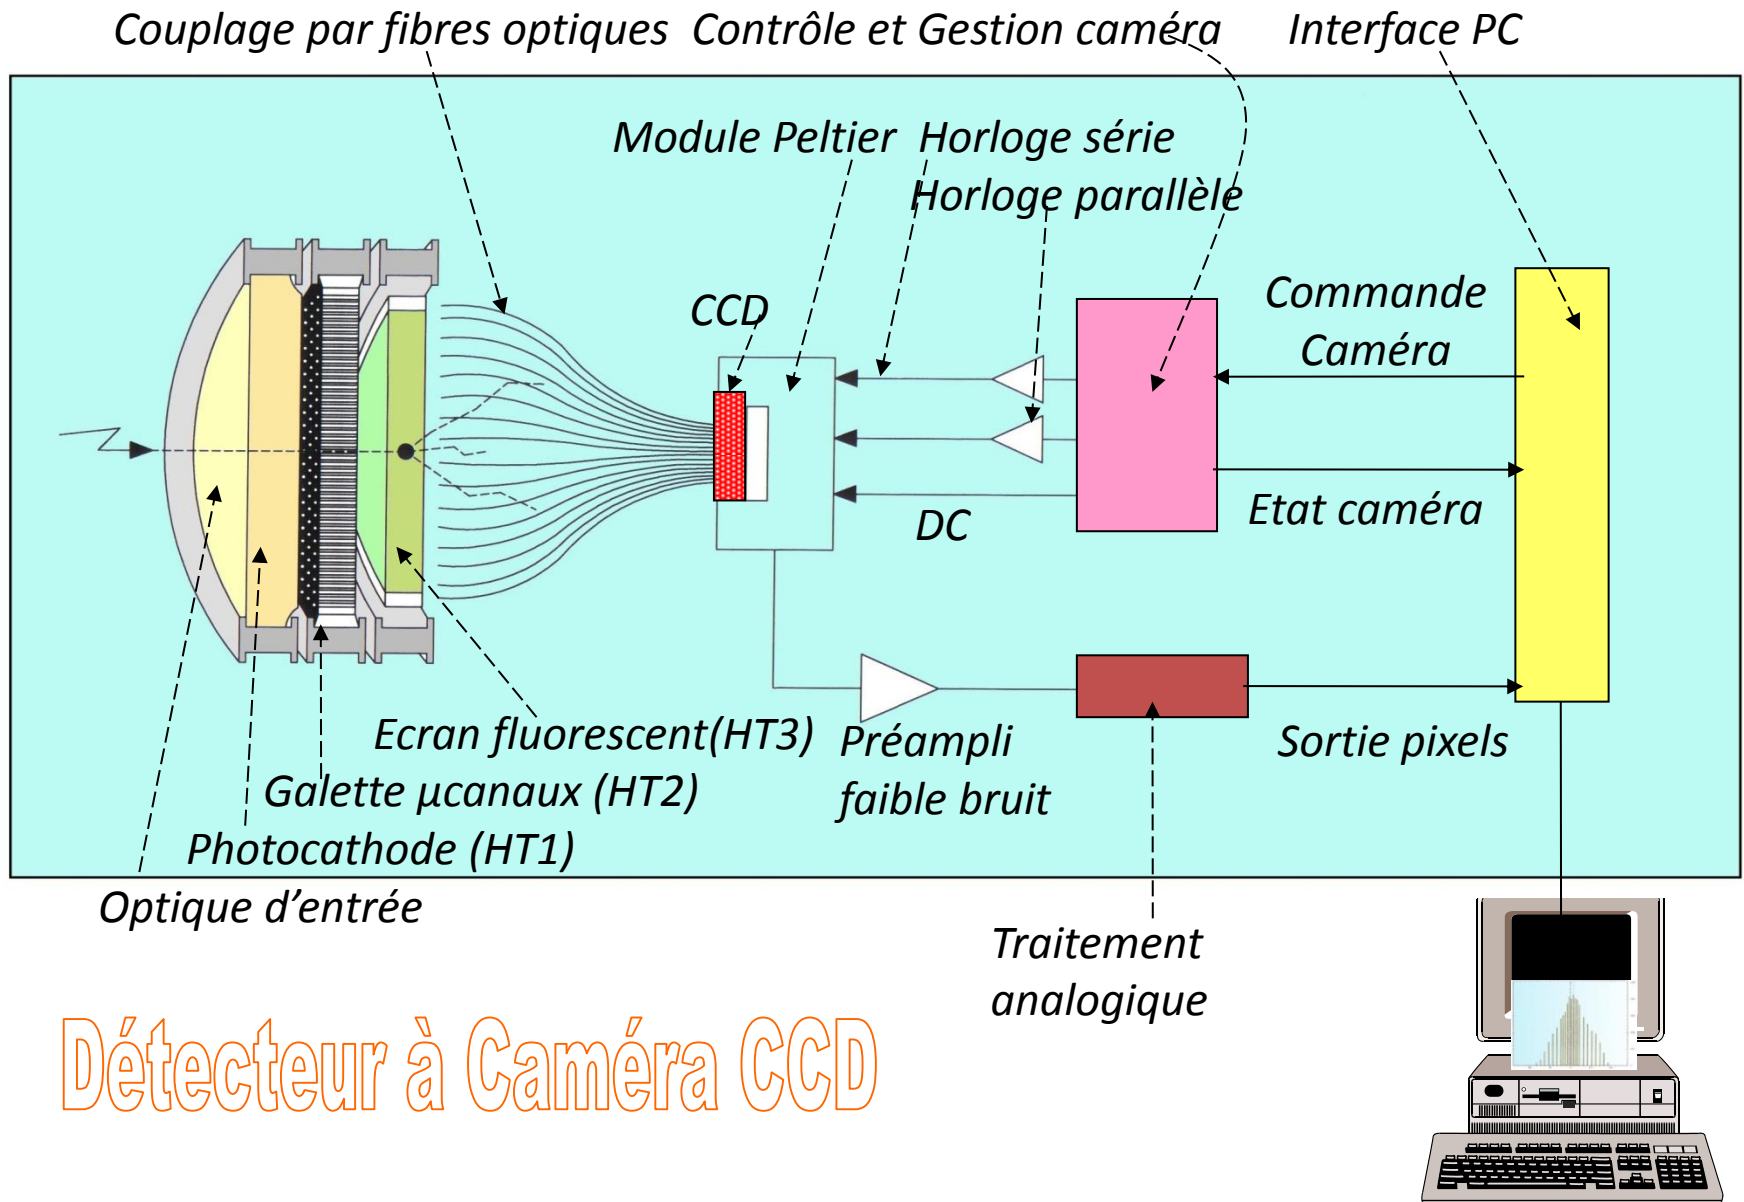 Couplage par fibres optiques
Contrôle et Gestion caméra
Interface PC
Module Peltier
Horloge série
Horloge parallèle
CCD
Commande
Caméra
DC
Etat caméra
Ecran fluorescent(HT3)
Préampli
faible bruit
Sortie pixels
Galette µcanaux (HT2)
Photocathode (HT1)
Optique d’entrée
Traitement
analogique
Détecteur à Caméra CCD